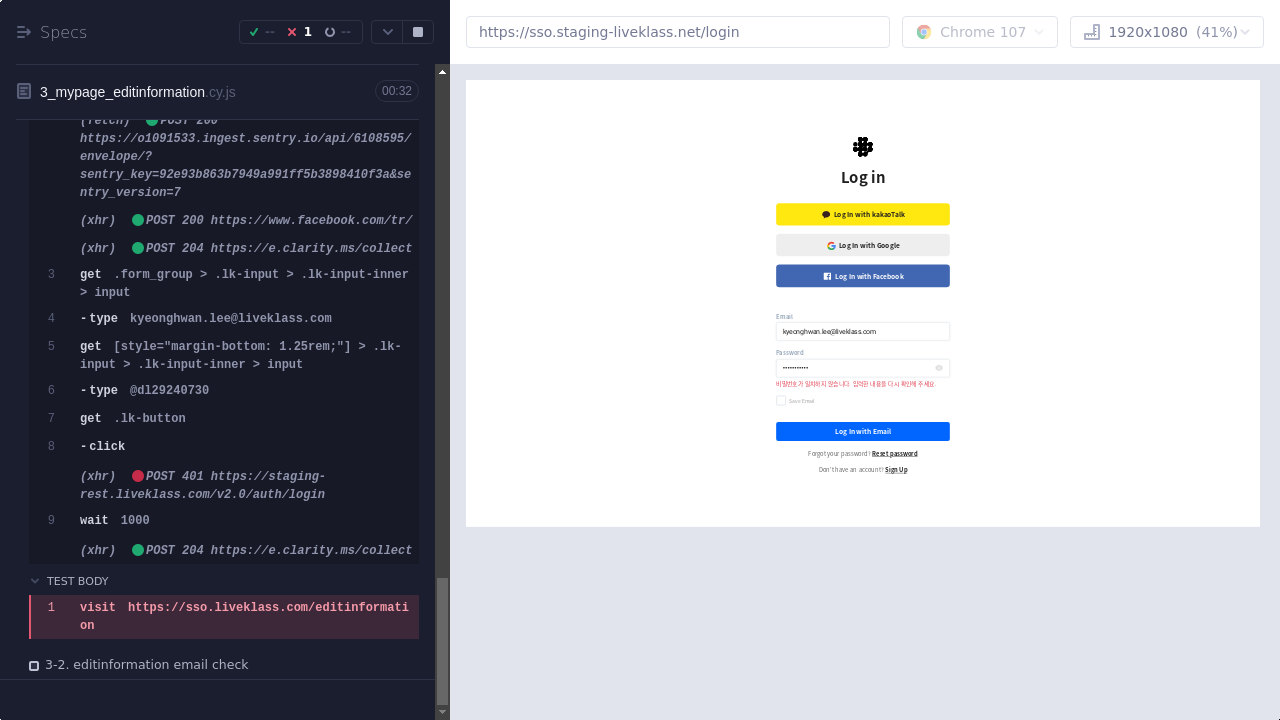 Specs
--
1
--
3_mypage_editinformation.cy.js
00:32
(fetch) POST 200
https://o1091533.ingest.sentry.io/api/6108595/
envelope/?
sentry_key=92e93b863b7949a991ff5b3898410f3a&se
ntry_version=7
(xhr) POST 200 https://www.facebook.com/tr/
(xhr) POST 204 https://e.clarity.ms/collect
3 get .form_group > .lk-input > .lk-input-inner
> input
4 -type kyeonghwan.lee@liveklass.com
5 get [style="margin-bottom: 1.25rem;"] > .lk-
input > .lk-input-inner > input
6 -type @dl29240730
7 get .lk-button
8 -click
(xhr) POST 401 https://staging-
rest.liveklass.com/v2.0/auth/login
9 wait 1000
(xhr) POST 204 https://e.clarity.ms/collect
TEST BODY
1 visit https://sso.liveklass.com/editinformati
on
3-2. editinformation email check
https://sso.staging-liveklass.net/login
Chrome 107
1920x1080 (41%)
Log in
Log In with kakaoTalk
Log In with Google
Log In with Facebook
Email
kyeonghwan.lee@liveklass.com
Password
•••••••••••
비밀번호가 일치하지 않습니다. 입력한 내용을 다시 확인해 주세요.
Save Email
Log In with Email
Forgot your password? Reset password
Don't have an account? Sign Up